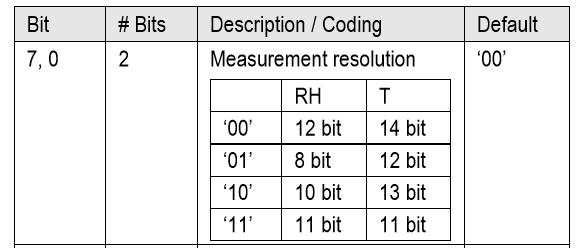 Bit # Bits Description / Coding Default
7, 0 2 Measurement resolution ‘00’
RH T
‘00’ 12 bit 14 bit
‘01’ 8 bit 12 bit
‘10’ 10 bit 13 bit
‘11’ 11 bit 11 bit